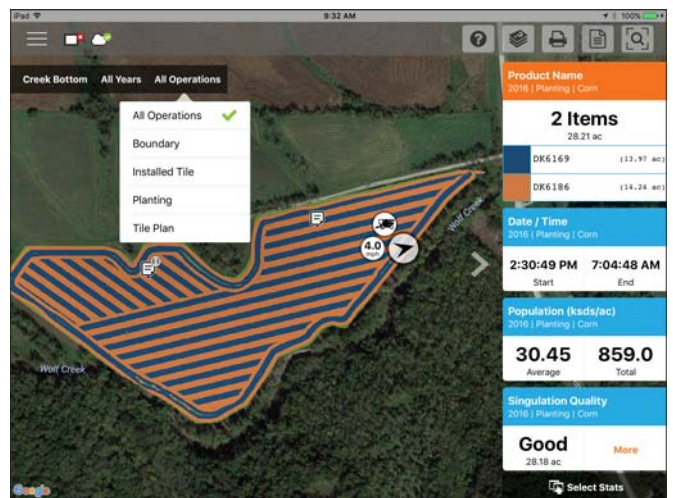 iPad
9:32 AM
100%
Creek Bottom All Years All Operations
All Operations
Boundary
Installed Tile
Planting
Tile Plan
Wolf Creek
Wolf Creek
4.0
mph
Google
Product Name
2016 | Planting | Corn
2 Items
28.21 ac
DK6169 (13.97 ac)
DK6186 (14.24 ac)
Date / Time
2016 | Planting | Corn
2:30:49 PM 7:04:48 AM
Start End
Population (ksds/ac)
2016 | Planting | Corn
30.45 859.0
Average Total
Singulation Quality
2016 | Planting | Corn
Good More
28.18 ac
Select Stats